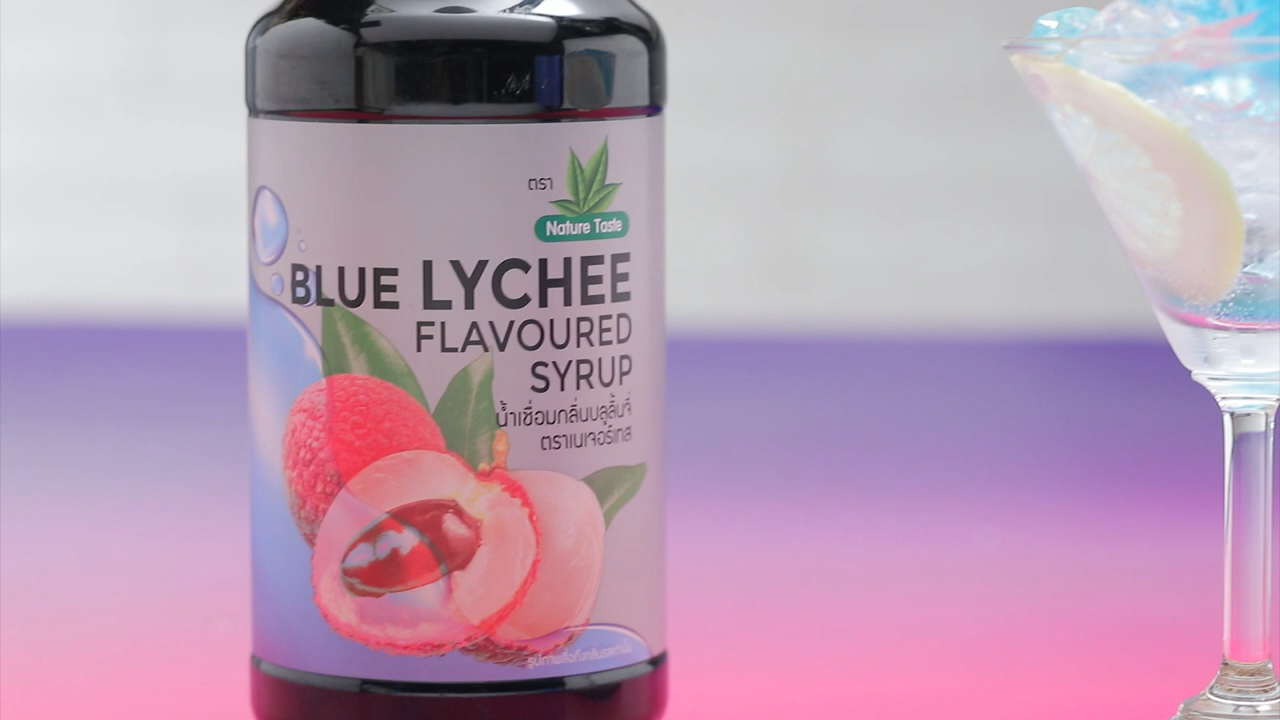 ตรา
Nature Taste
BLUE LYCHEE
FLAVOURED
SYRUP
น้ำเชื่อมกลิ่นบลูลิ้นจี่
ตราเนเจอร์เทส